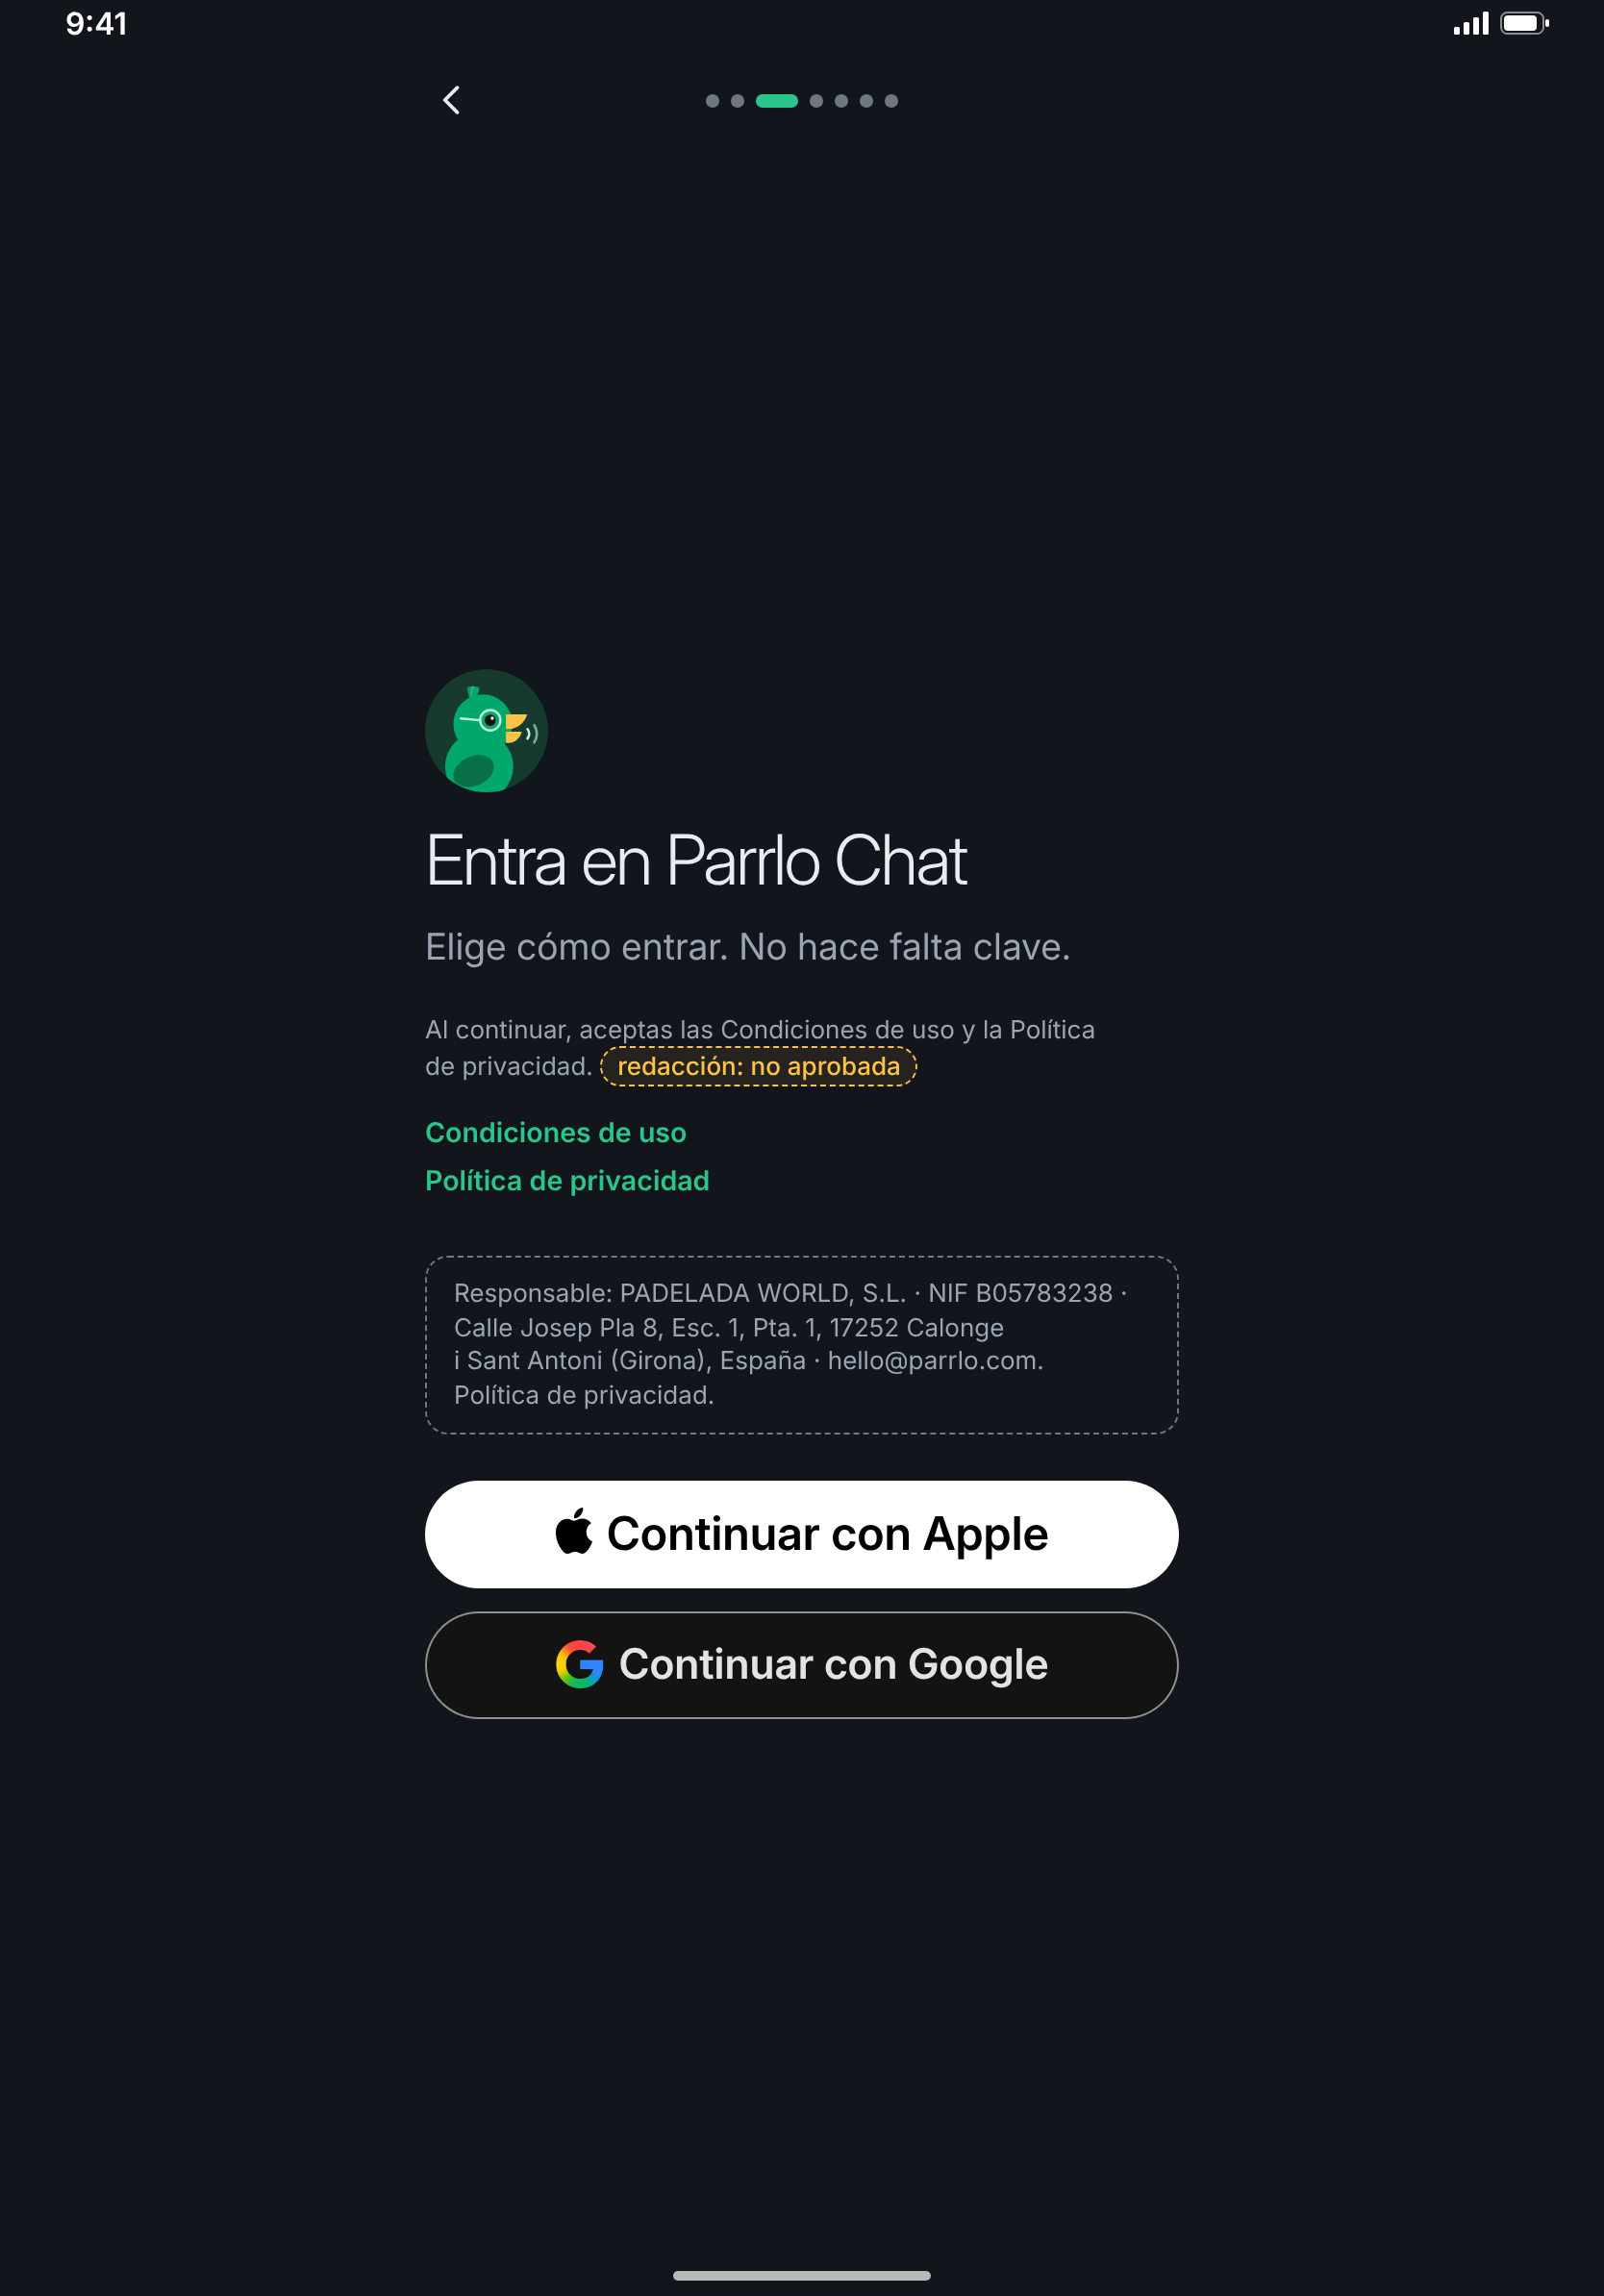 9:41
Entra en Parrlo Chat
Elige cómo entrar. No hace falta clave.
Al continuar, aceptas las Condiciones de uso y la Política
de privacidad. redacción: no aprobada
Condiciones de uso
Política de privacidad
Responsable: PADELADA WORLD, S.L. · NIF B05783238 ·
Calle Josep Pla 8, Esc. 1, Pta. 1, 17252 Calonge
i Sant Antoni (Girona), España · hello@parrlo.com.
Política de privacidad.
Continuar con Apple
Continuar con Google